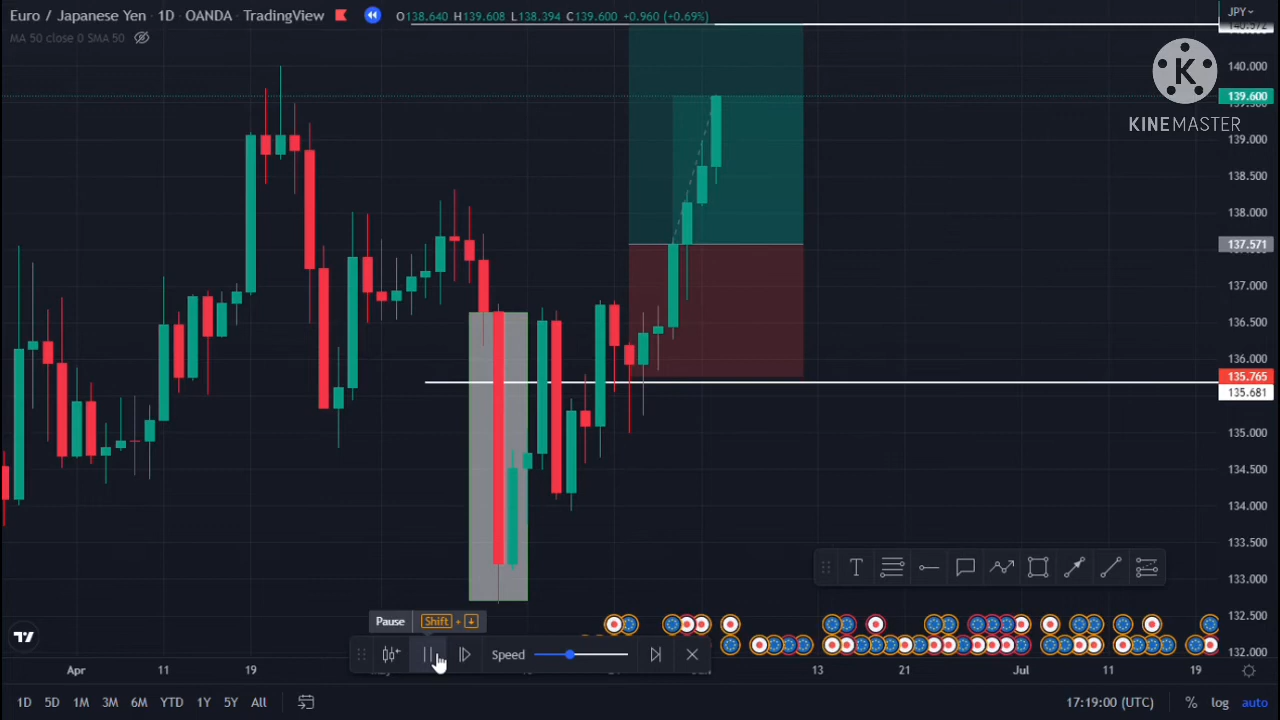 Euro / Japanese Yen · 1D · OANDA · TradingView
O138.640 H139.608 L138.394 C139.600 +0.960 (+0.69%)
JPY
MA 50 close 0 SMA 50
140.000
139.600
139.000
138.500
138.000
137.571
137.000
136.500
136.000
135.765
135.681
135.000
134.500
134.000
133.500
133.000
132.500
132.000
K
KINEMASTER
T
Pause Shift + ↓
Speed
Apr 11 19 13 21 Jul 11 19
1D 5D 1M 3M 6M YTD 1Y 5Y All
17:19:00 (UTC) % log auto